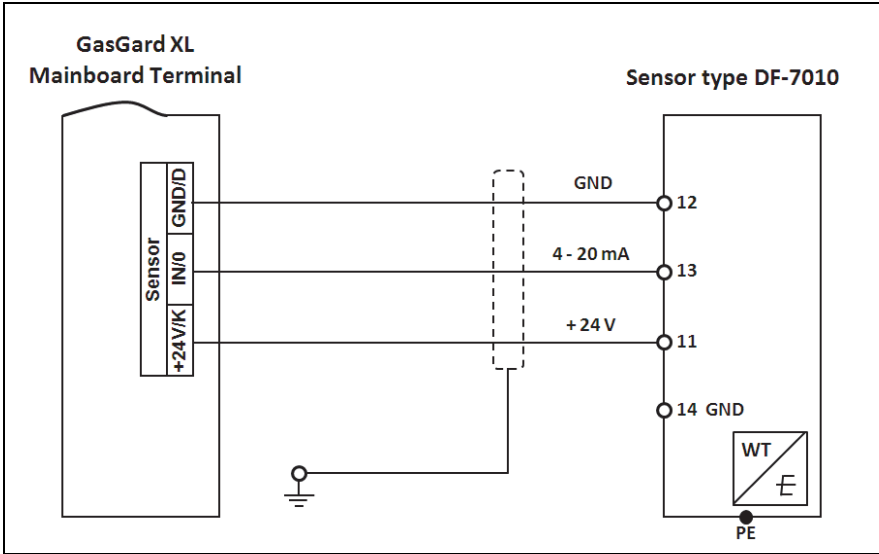 GasGard XL
Mainboard Terminal
Sensor type DF-7010
Sensor
GND/D
IN/0
+24V/K
GND
12
4 - 20 mA
13
+ 24 V
11
14 GND
WT
E
PE